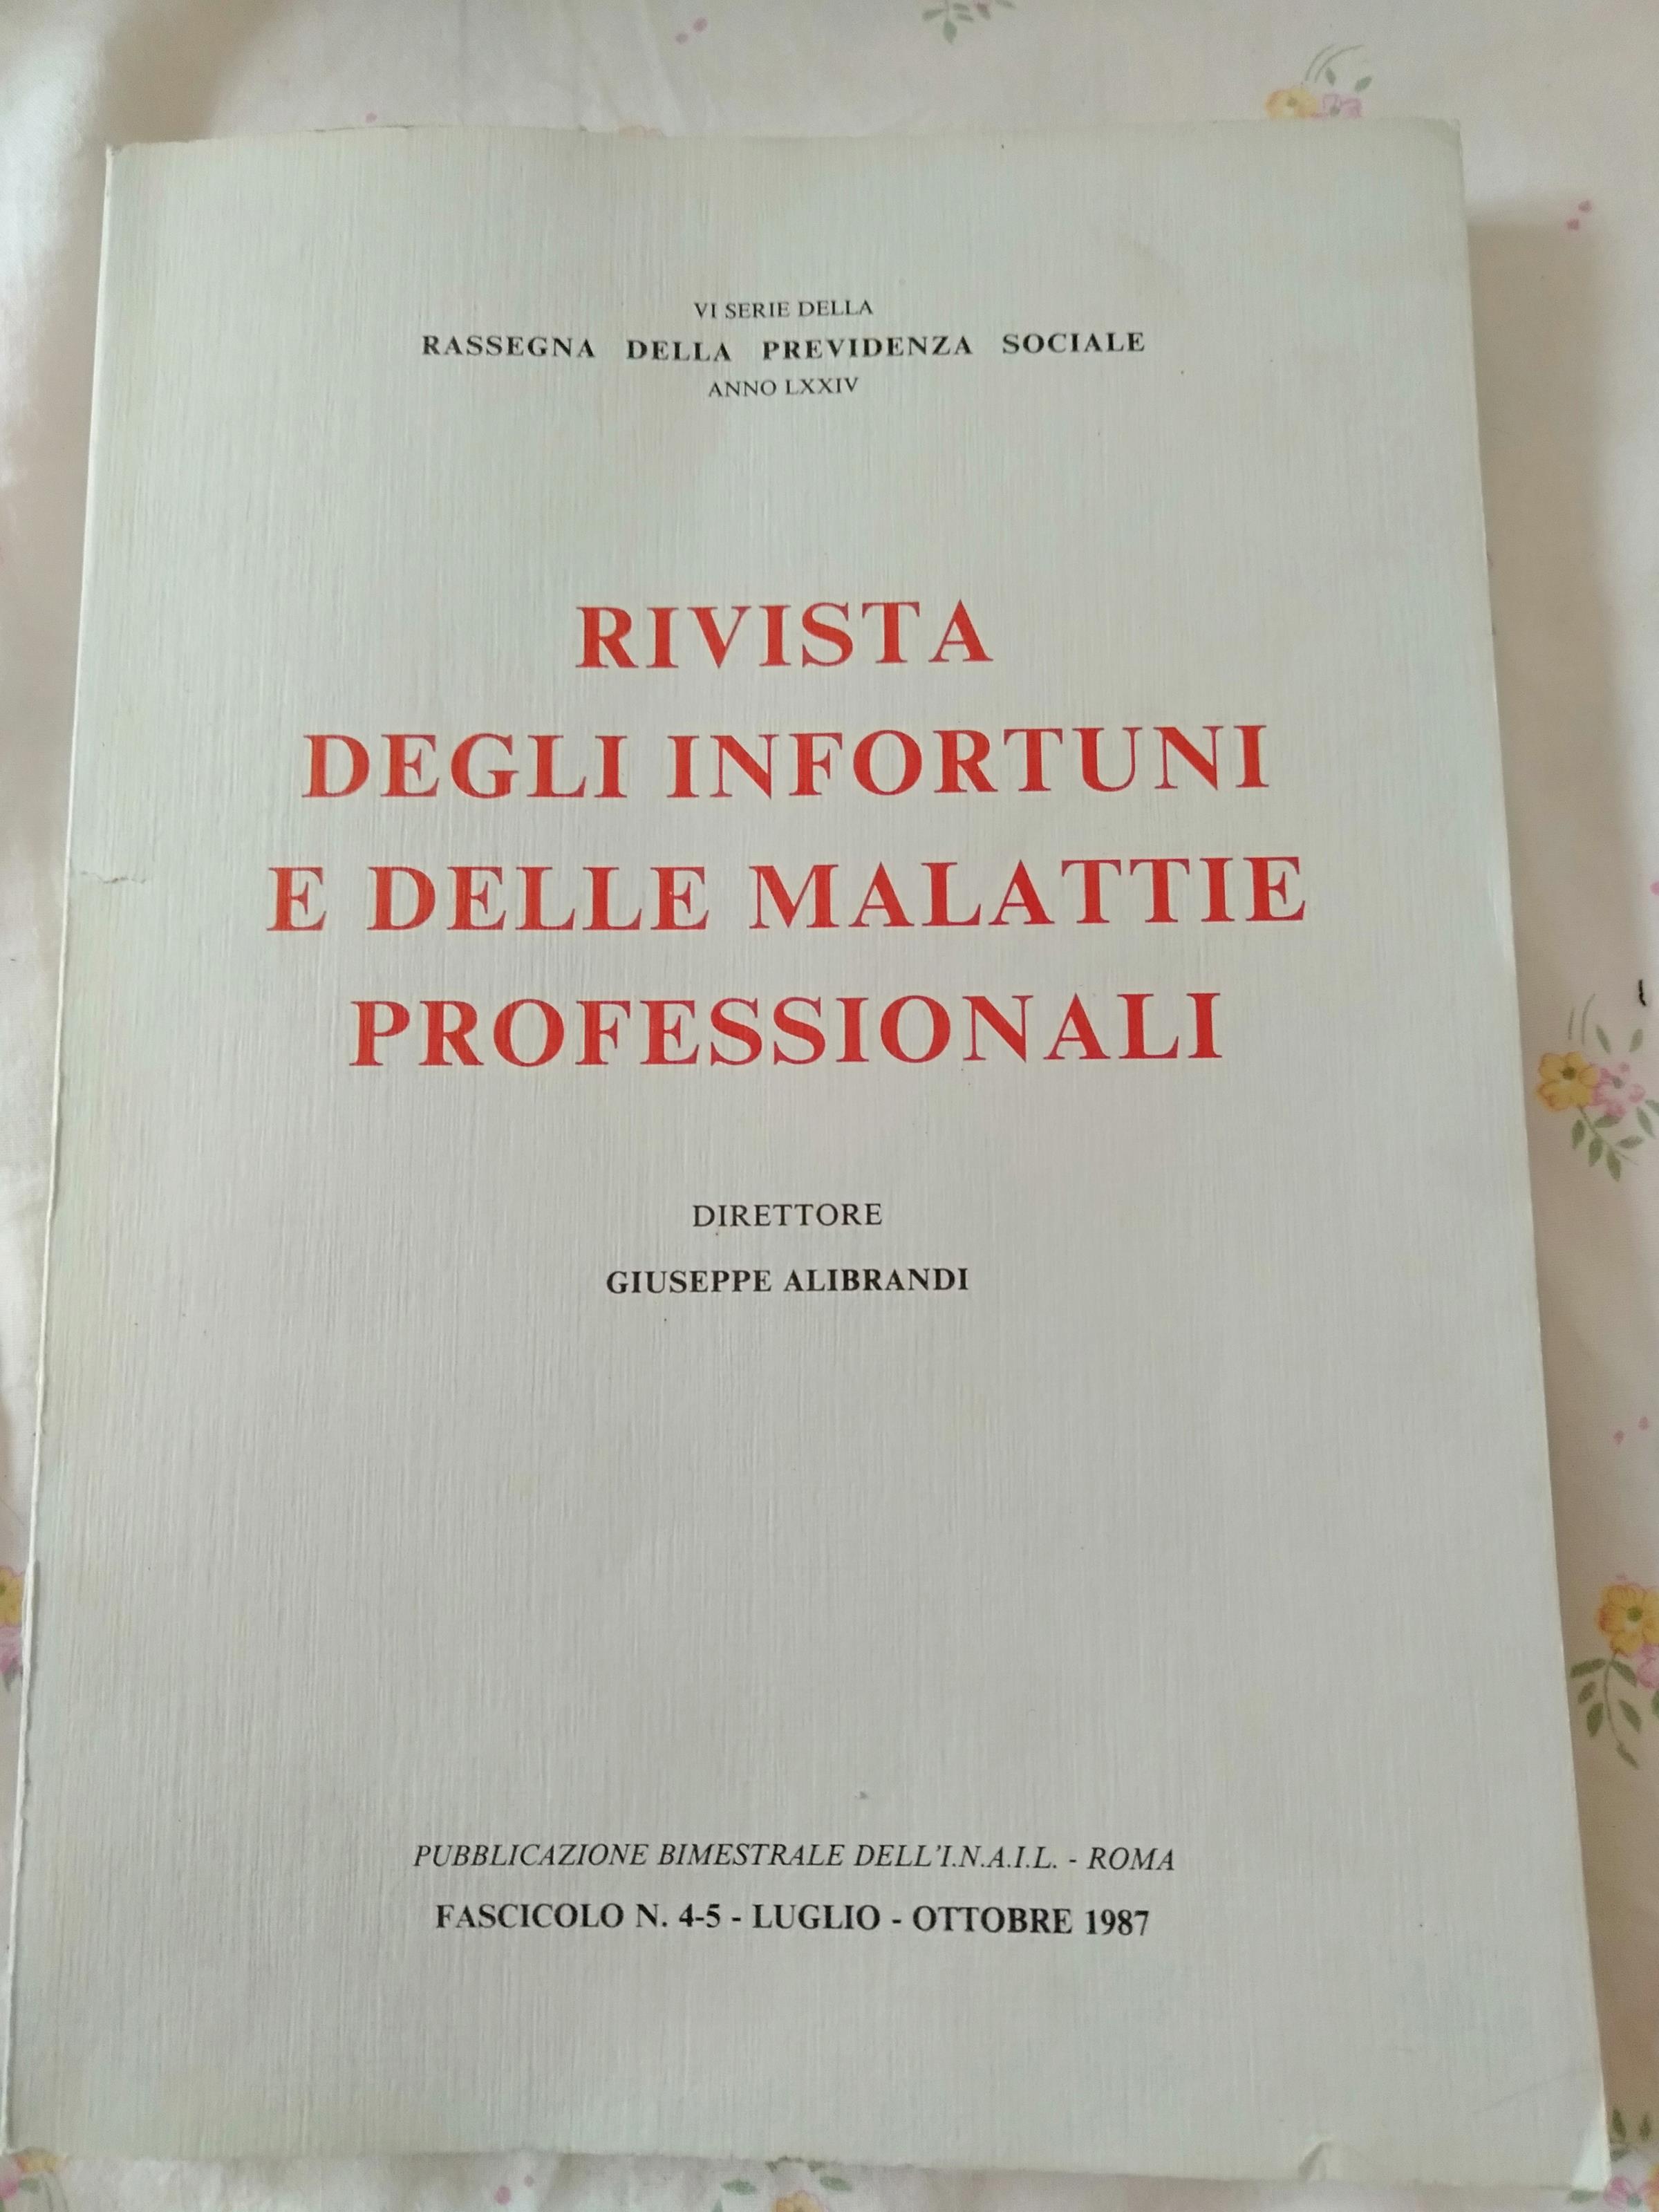 VI SERIE DELLA
RASSEGNA DELLA PREVIDENZA SOCIALE
ANNO LXXIV
RIVISTA
DEGLI INFORTUNI
E DELLE MALATTIE
PROFESSIONALI
DIRETTORE
GIUSEPPE ALIBRANDI
PUBBLICAZIONE BIMESTRALE DELL'I.N.A.I.L. - ROMA
FASCICOLO N. 4-5 - LUGLIO - OTTOBRE 1987